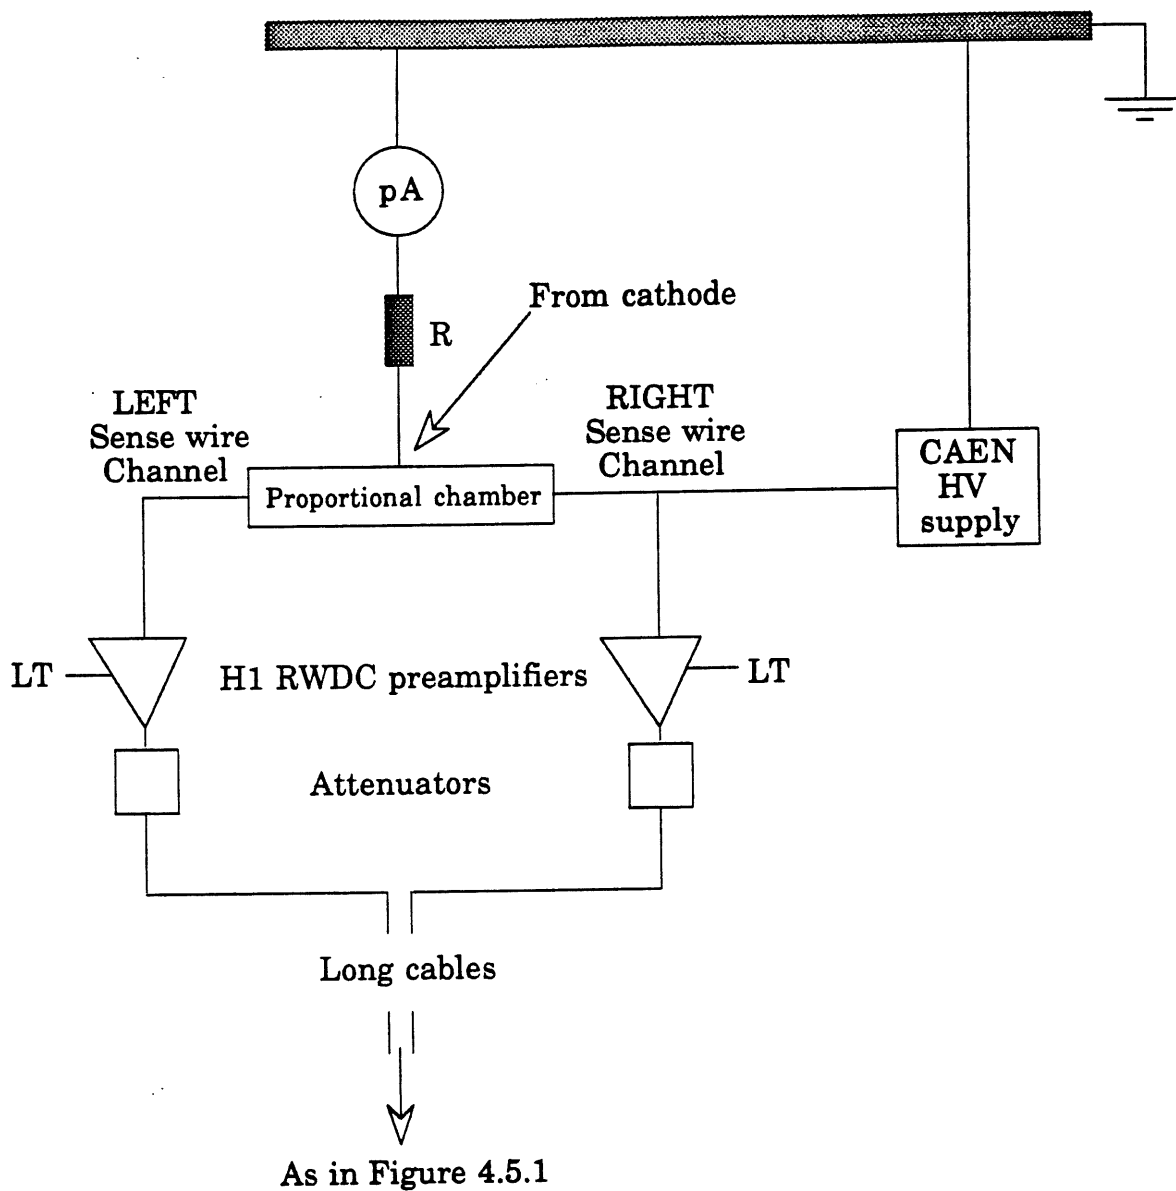 pA
From cathode
R
LEFT
Sense wire
Channel
RIGHT
Sense wire
Channel
CAEN
HV
supply
Proportional chamber
LT
H1 RWDC preamplifiers
LT
Attenuators
Long cables
As in Figure 4.5.1